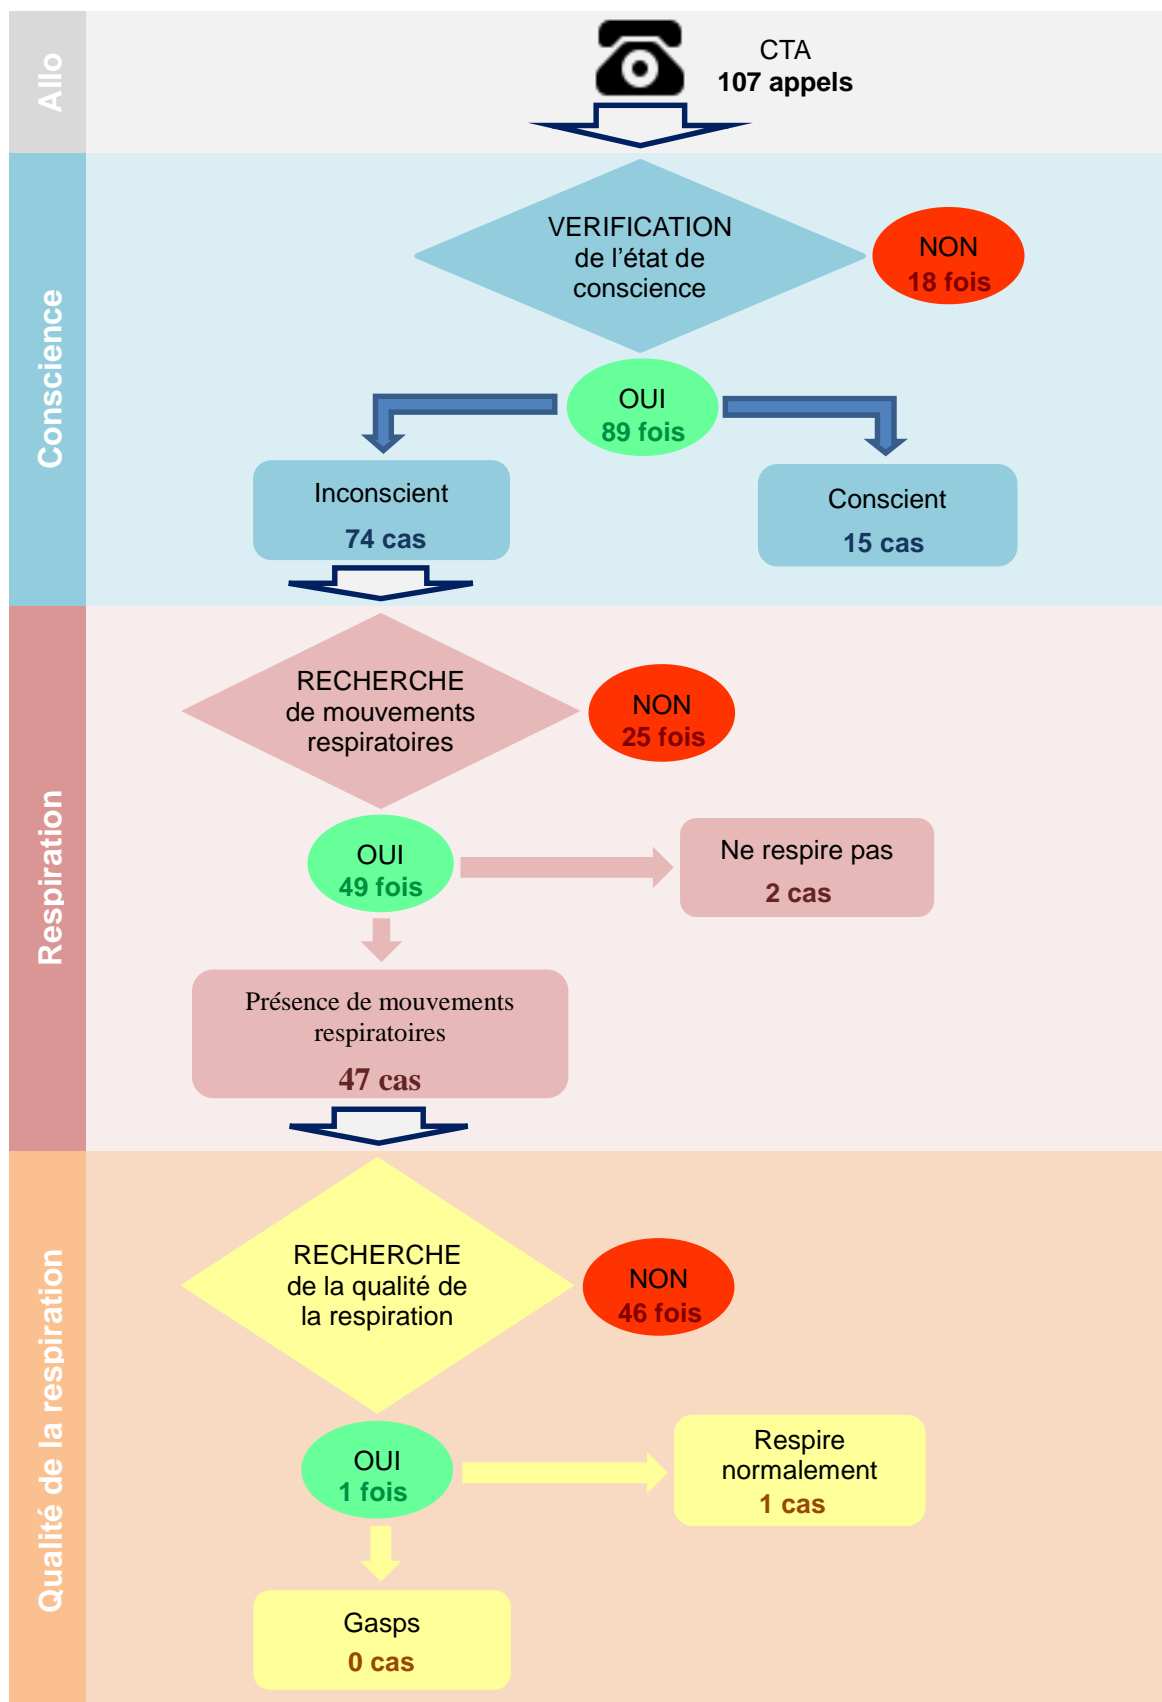 Allo
CTA
107 appels
Conscience
VERIFICATION
de l'état de
conscience
NON
18 fois
OUI
89 fois
Inconscient
74 cas
Conscient
15 cas
Respiration
RECHERCHE
de mouvements
respiratoires
NON
25 fois
OUI
49 fois
Ne respire pas
2 cas
Présence de mouvements
respiratoires
47 cas
Qualité de la respiration
RECHERCHE
de la qualité de
la respiration
NON
46 fois
OUI
1 fois
Respire
normalement
1 cas
Gasps
0 cas